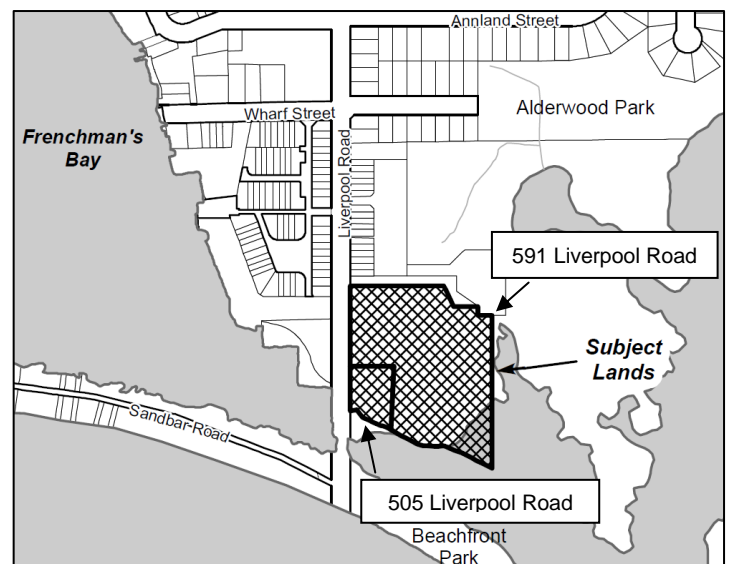 Annland Street
Alderwood Park
Wharf Street
Frenchman's
Bay
Liverpool Road
591 Liverpool Road
Subject
Lands
Sandbar Road
505 Liverpool Road
Beachfront
Park